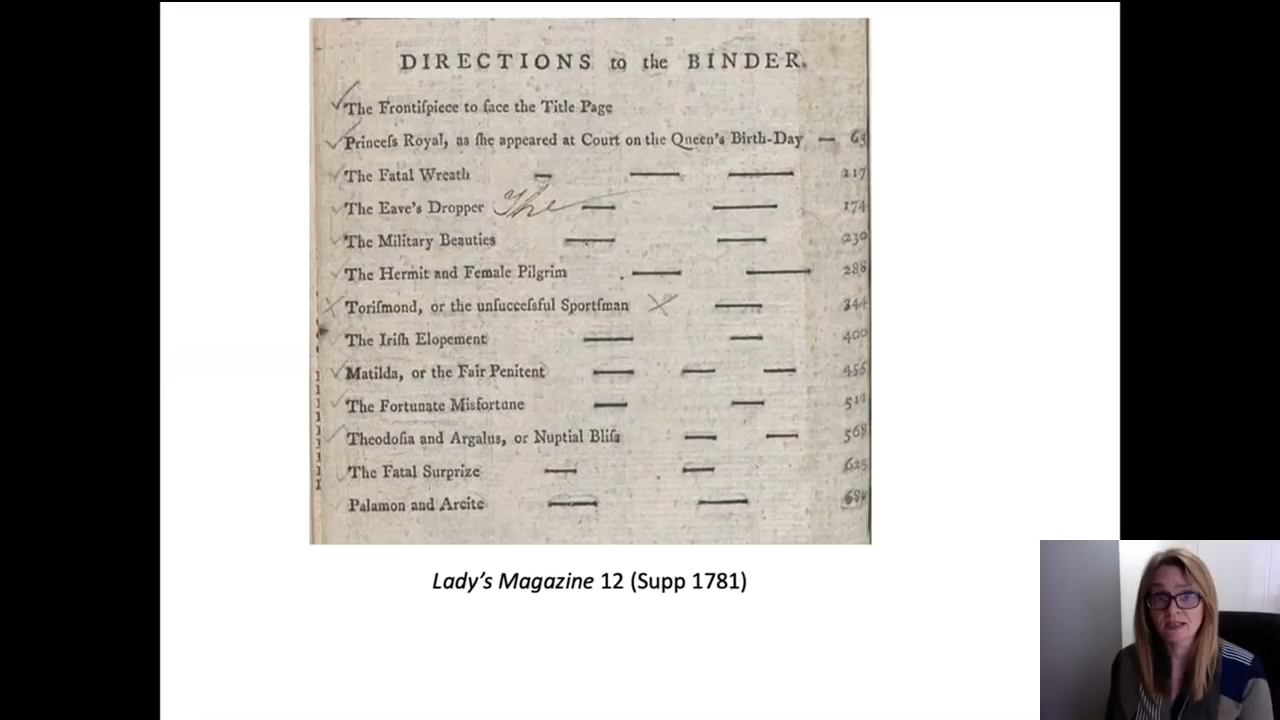 DIRECTIONS to the BINDER.
The Frontiſpiece to face the Title Page
Princeſs Royal, as ſhe appeared at Court on the Queen's Birth-Day — 65
The Fatal Wreath — — — 217
The Eave's Dropper The — — 174
The Military Beauties — — 230
The Hermit and Female Pilgrim — — 288
Toriſmond, or the unſucceſsful Sportſman — 344
The Iriſh Elopement — — 400
Matilda, or the Fair Penitent — — — 455
The Fortunate Misfortune — —
Theodoſia and Argalus, or Nuptial Bliſs — — 568
The Fatal Surprize — — 625
Palamon and Arcite — —
Lady's Magazine 12 (Supp 1781)